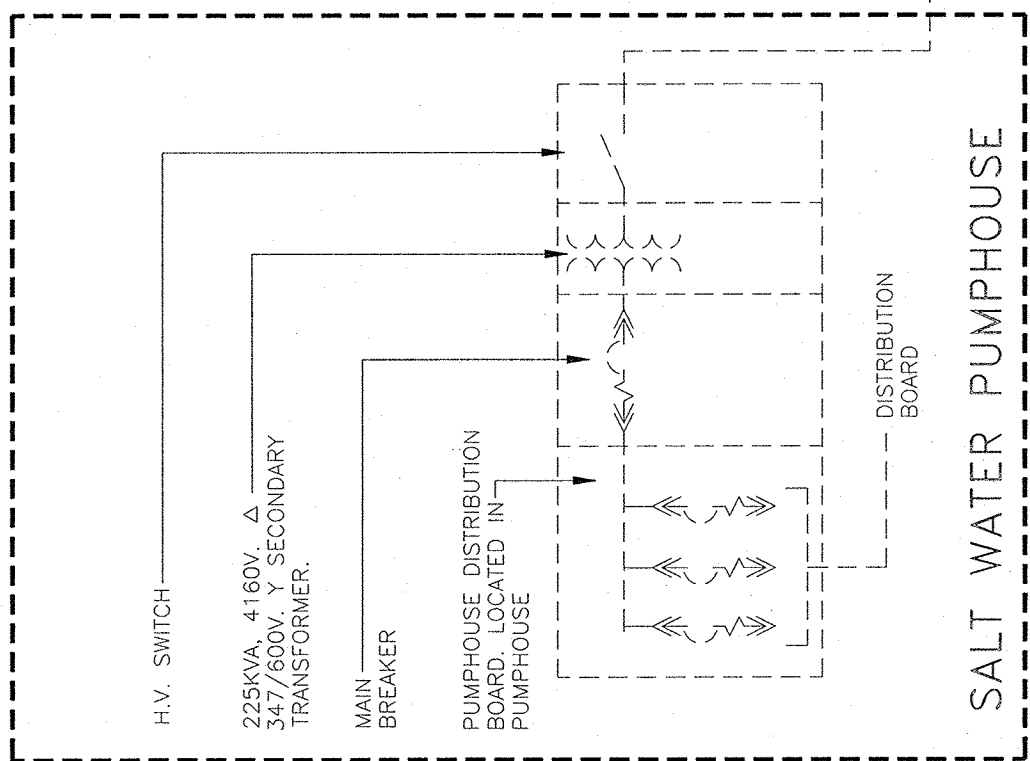 H.V. SWITCH
225KVA, 4160V. Δ
347/600V. Y SECONDARY
TRANSFORMER.
MAIN
BREAKER
PUMPHOUSE DISTRIBUTION
BOARD. LOCATED IN
PUMPHOUSE
DISTRIBUTION
BOARD
SALT WATER PUMPHOUSE